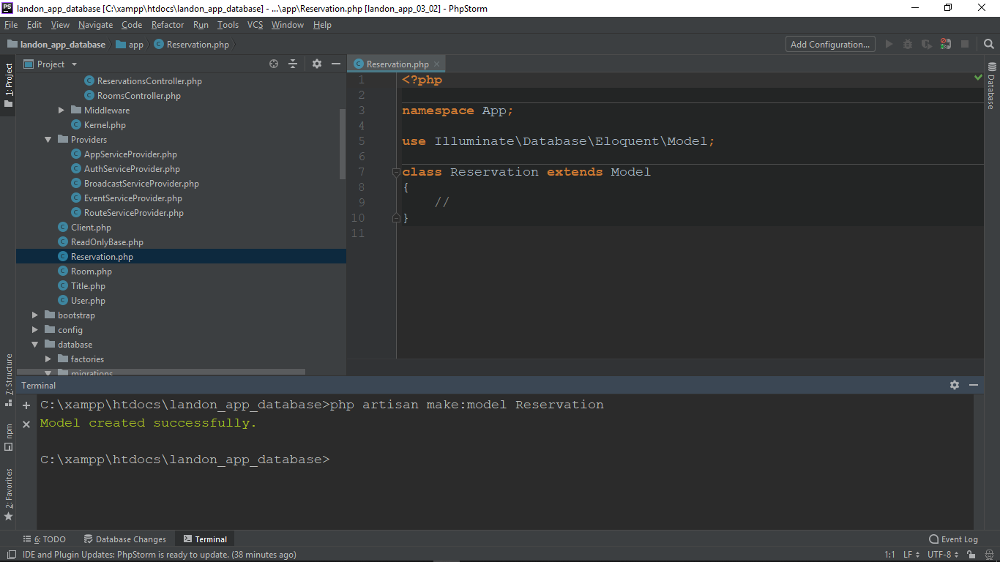 PS landon_app_database [C:\xampp\htdocs\landon_app_database] - ...\app\Reservation.php [landon_app_03_02] - PhpStorm
File Edit View Navigate Code Refactor Run Tools VCS Window Help
landon_app_database app Reservation.php Add Configuration...
1: Project
Project
ReservationsController.php
RoomsController.php
Middleware
Kernel.php
Providers
AppServiceProvider.php
AuthServiceProvider.php
BroadcastServiceProvider.php
EventServiceProvider.php
RouteServiceProvider.php
Client.php
ReadOnlyBase.php
Reservation.php
Room.php
Title.php
User.php
bootstrap
config
database
factories
migrations
Reservation.php
1 <?php
2
3 namespace App;
4
5 use Illuminate\Database\Eloquent\Model;
6
7 class Reservation extends Model
8 {
9 //
10 }
11
Database
7: Structure
npm
2: Favorites
Terminal
C:\xampp\htdocs\landon_app_database>php artisan make:model Reservation
Model created successfully.
C:\xampp\htdocs\landon_app_database>
6: TODO Database Changes Terminal Event Log
IDE and Plugin Updates: PhpStorm is ready to update. (38 minutes ago) 1:1 LF UTF-8